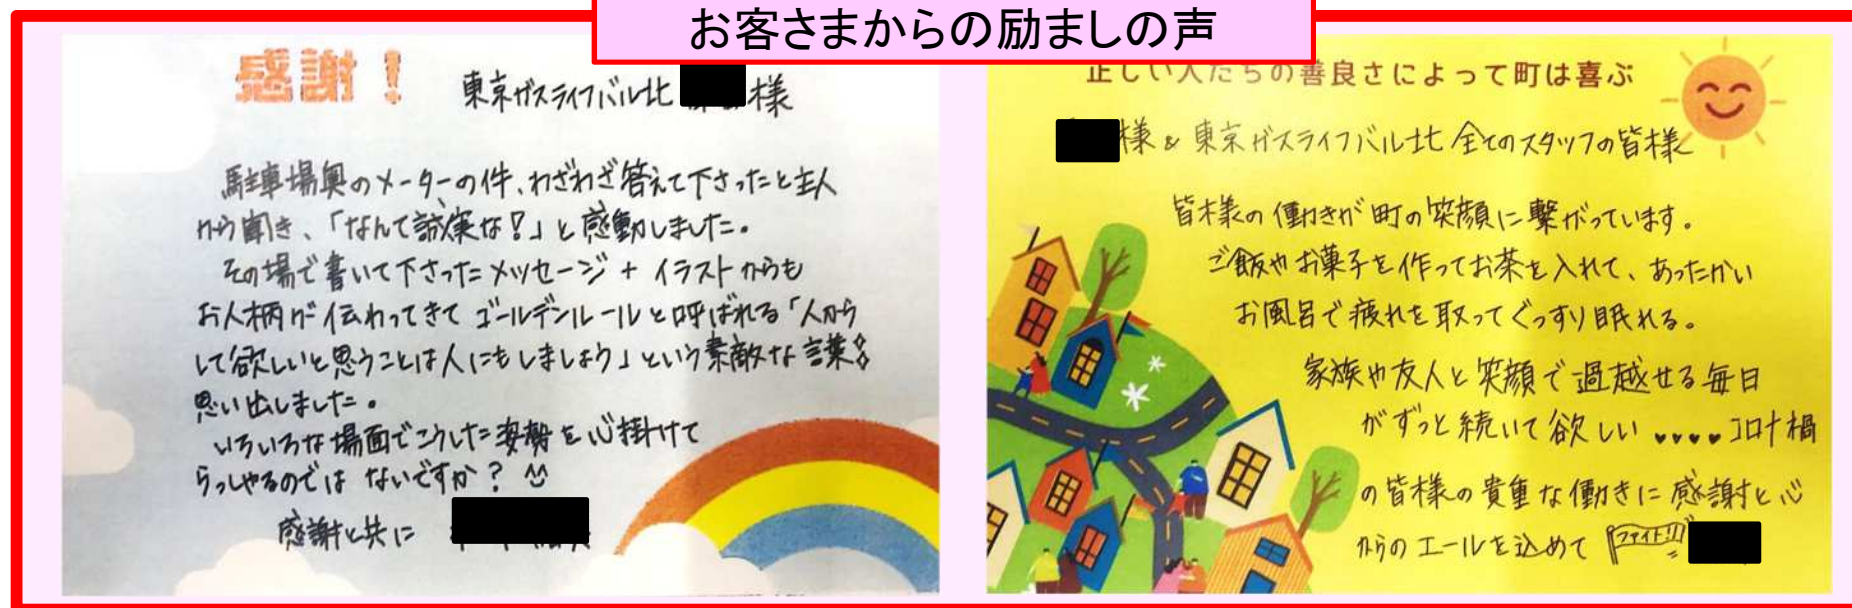 お客さまからの励ましの声
感謝!
東京ガスライフバル北 様
駐車場奥のメーターの件、わざわざ答えて下さったと主人
から聞き、「なんて誠実な!?」と感動しました。
その場で書いて下さったメッセージ + イラストからも
お人柄が伝わってきてゴールデンルールと呼ばれる「人から
して欲しいと思うことは人にもしましょう」という素敵な言葉を
思い出しました。
いろいろな場面でこうした姿勢を心掛けて
らっしゃるのでは ないですか?
感謝と共に
正しい人たちの善良さによって町は喜ぶ
様 & 東京ガスライフバル北 全てのスタッフの皆様
皆様の働きが町の笑顔に繋がっています。
ご飯やお菓子を作ってお茶を入れて、あったかい
お風呂で疲れを取ってぐっすり眠れる。
家族や友人と笑顔で過越せる毎日
がずっと続いて欲しい ♥♥♥♥コロナ禍
の皆様の貴重な働きに感謝と心
からのエールを込めて ファイト!!